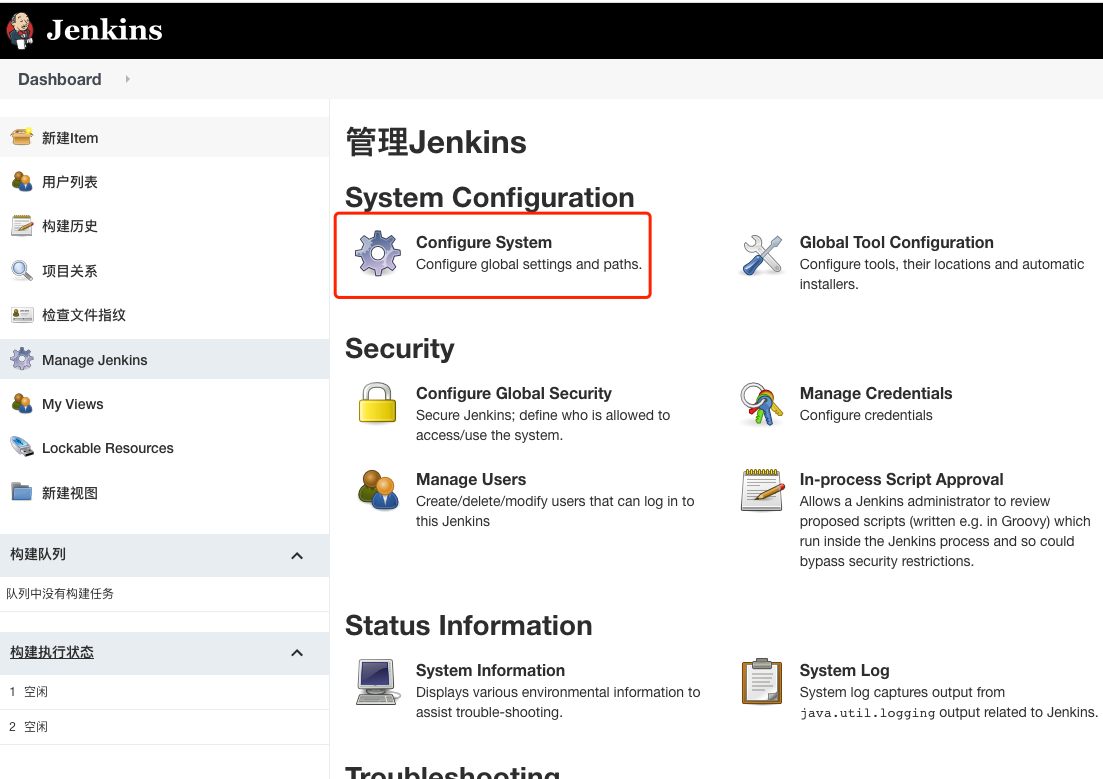 Jenkins
Dashboard
新建Item
用户列表
构建历史
项目关系
检查文件指纹
Manage Jenkins
My Views
Lockable Resources
新建视图
构建队列
队列中没有构建任务
构建执行状态
1 空闲
2 空闲
管理Jenkins
System Configuration
Configure System
Configure global settings and paths.
Global Tool Configuration
Configure tools, their locations and automatic
installers.
Security
Configure Global Security
Secure Jenkins; define who is allowed to
access/use the system.
Manage Credentials
Configure credentials
Manage Users
Create/delete/modify users that can log in to
this Jenkins
In-process Script Approval
Allows a Jenkins administrator to review
proposed scripts (written e.g. in Groovy) which
run inside the Jenkins process and so could
bypass security restrictions.
Status Information
System Information
Displays various environmental information to
assist trouble-shooting.
System Log
System log captures output from
java.util.logging output related to Jenkins.
Troubleshooting